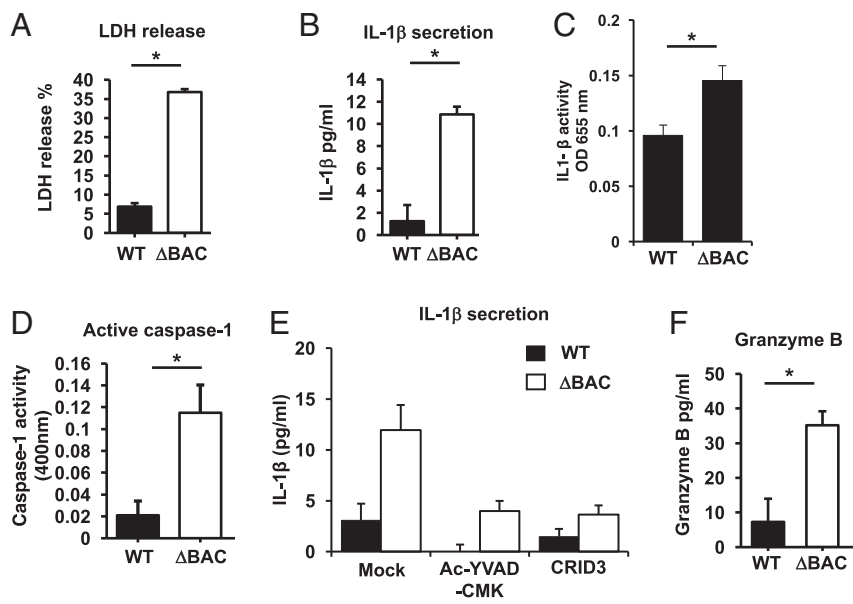 A
LDH release
*
LDH release %
40
35
30
25
20
15
10
5
0
WT ΔBAC
B
IL-1β secretion
*
IL-1β pg/ml
14
12
10
8
6
4
2
0
WT ΔBAC
C
*
IL1- β activity
OD 655 nm
0.2
0.15
0.1
0.05
0
WT ΔBAC
D
Active caspase-1
*
Caspase-1 activity
(400nm)
0.16
0.14
0.12
0.1
0.08
0.06
0.04
0.02
0
WT ΔBAC
E
IL-1β secretion
WT
ΔBAC
IL-1β (pg/ml)
20
15
10
5
0
Mock Ac-YVAD CRID3
-CMK
F
Granzyme B
*
Granzyme B pg/ml
50
40
30
20
10
0
WT ΔBAC